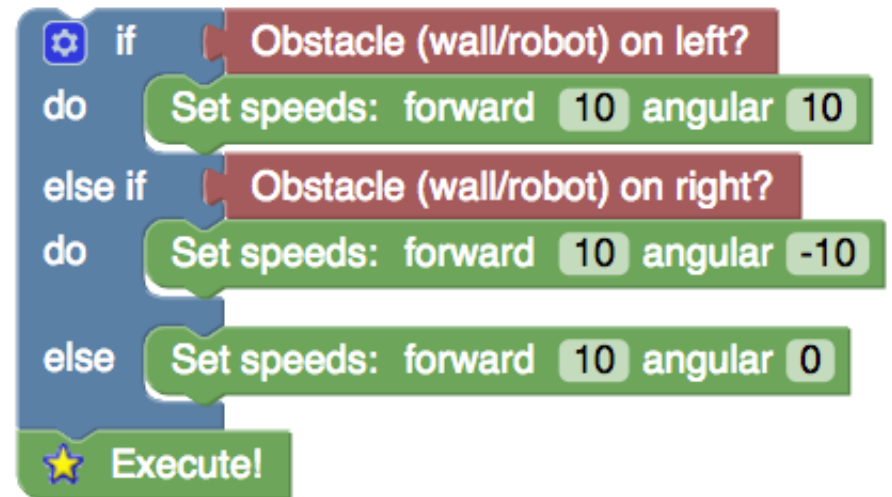 if Obstacle (wall/robot) on left?
do Set speeds: forward 10 angular 10
else if Obstacle (wall/robot) on right?
do Set speeds: forward 10 angular -10
else Set speeds: forward 10 angular 0
Execute!